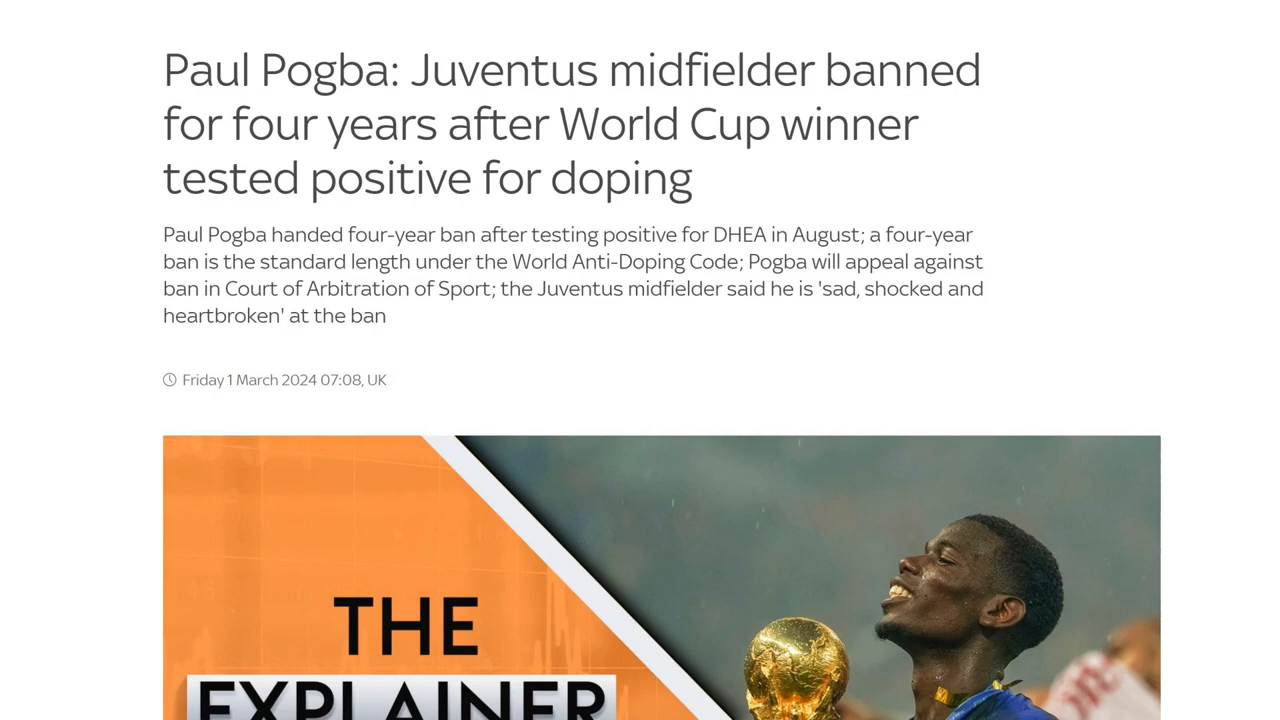 Paul Pogba: Juventus midfielder banned
for four years after World Cup winner
tested positive for doping
Paul Pogba handed four-year ban after testing positive for DHEA in August; a four-year
ban is the standard length under the World Anti-Doping Code; Pogba will appeal against
ban in Court of Arbitration of Sport; the Juventus midfielder said he is 'sad, shocked and
heartbroken' at the ban
Friday 1 March 2024 07:08, UK
THE
EXPLAINER